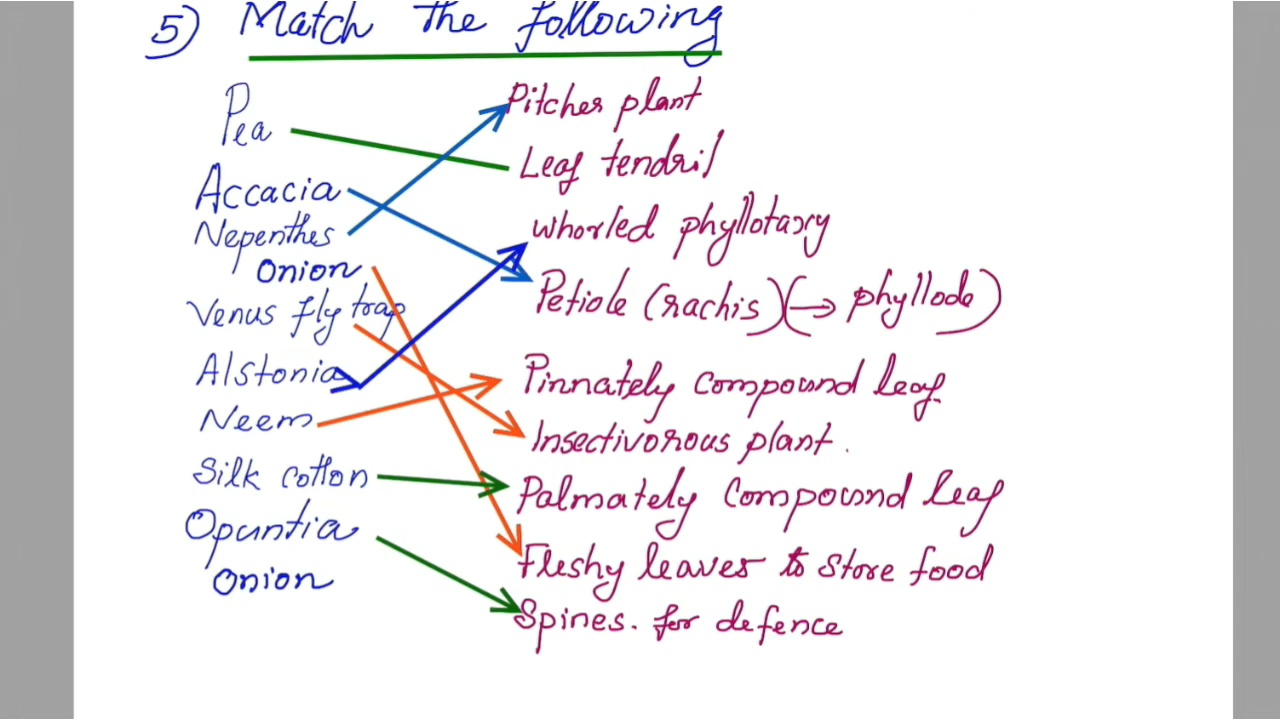 5) Match the following
Pea
Pitcher plant
Leaf tendril
Accacia
Nepenthes
whorled phyllotaxy
Onion
Petiole (rachis) (→ phyllode)
Venus fly trap
Alstonia
Pinnately compound leaf.
Neem
Insectivorous plant.
Silk cotton
Palmately compound leaf
Opuntia
Fleshy leaves to store food
Onion
Spines. for defence